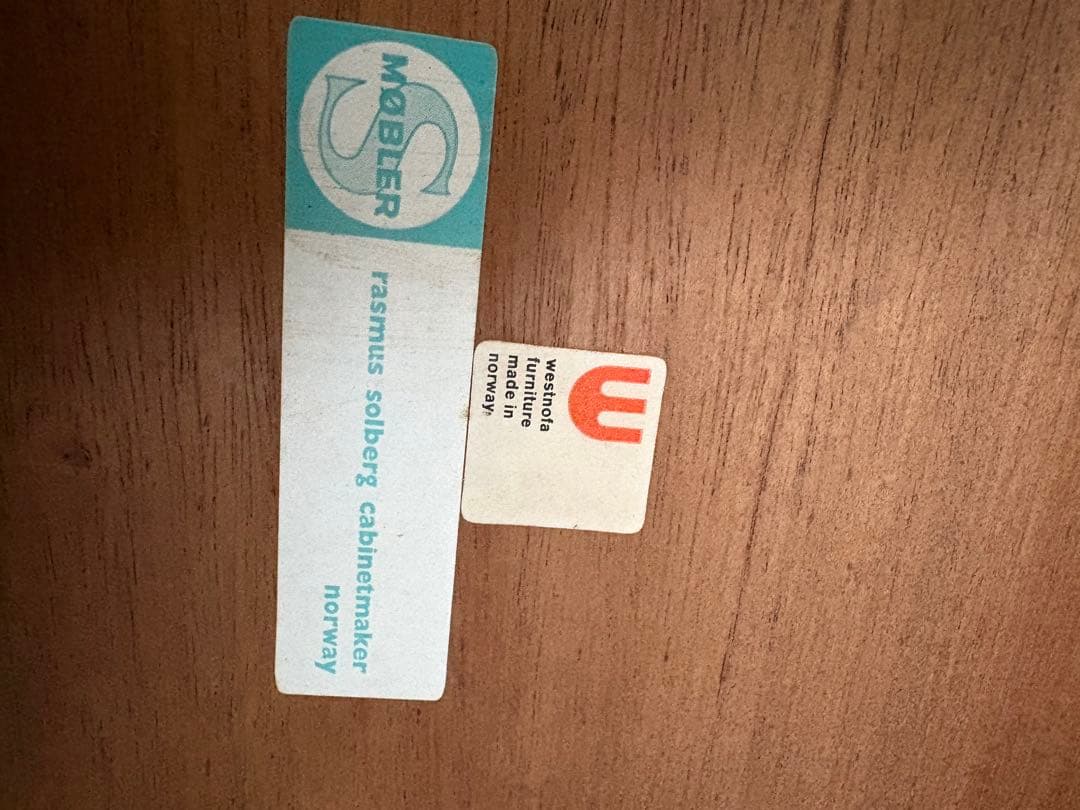 S
MØBLER
rasmus solberg cabinetmaker
norway
w
westnofa
furniture
made in
norway